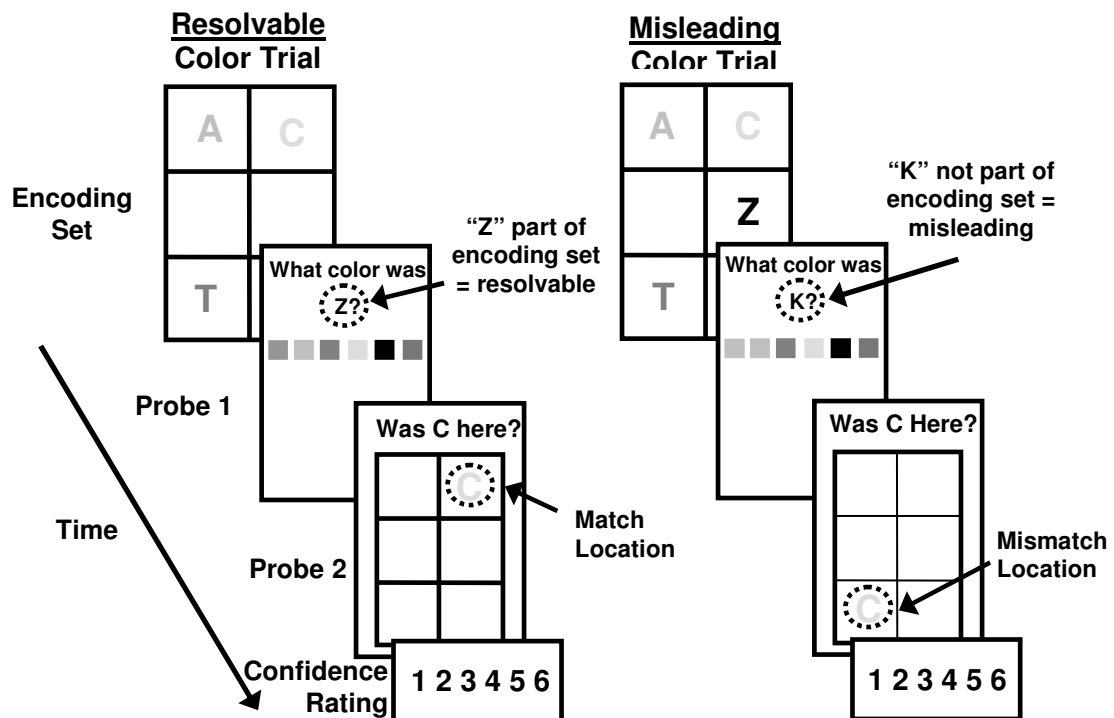 Resolvable
Color Trial
A C
Encoding
Set
T
What color was
Z?
“Z” part of
encoding set
= resolvable
Probe 1
Was C here?
C
Match
Location
Time
Probe 2
Confidence
Rating
1 2 3 4 5 6
Misleading
Color Trial
A C
Z
T
“K” not part of
encoding set =
misleading
What color was
K?
Was C Here?
C
Mismatch
Location
1 2 3 4 5 6